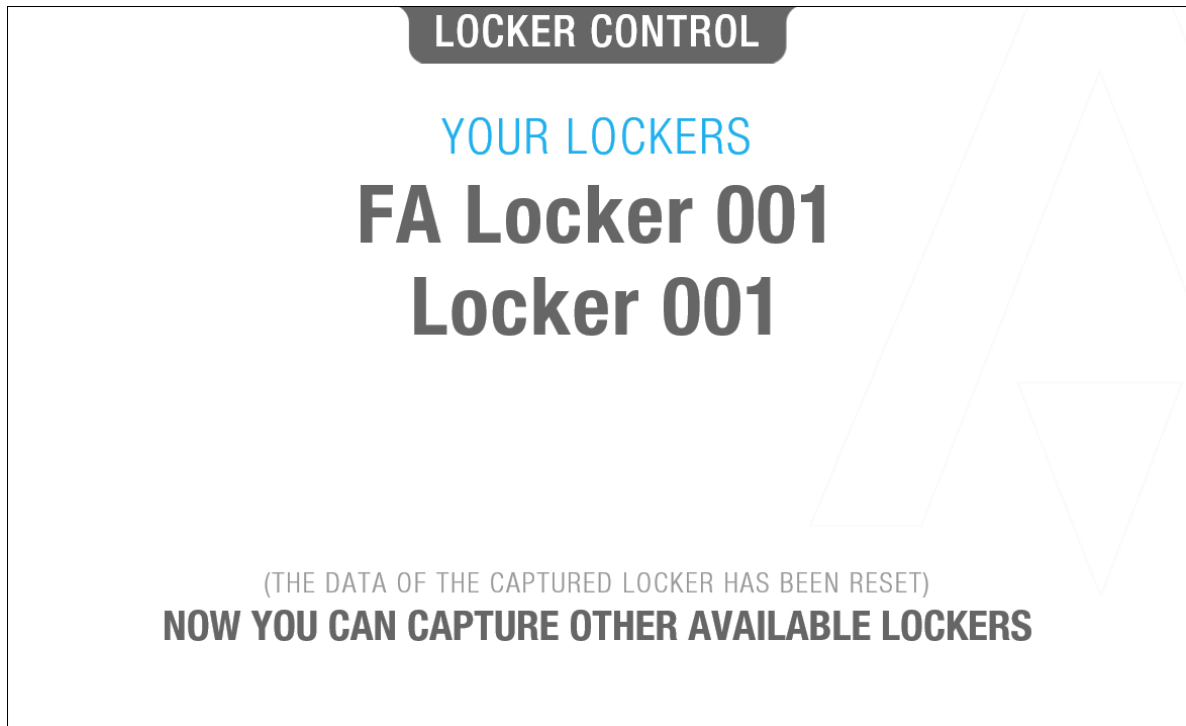 LOCKER CONTROL
YOUR LOCKERS
FA Locker 001
Locker 001
(THE DATA OF THE CAPTURED LOCKER HAS BEEN RESET)
NOW YOU CAN CAPTURE OTHER AVAILABLE LOCKERS